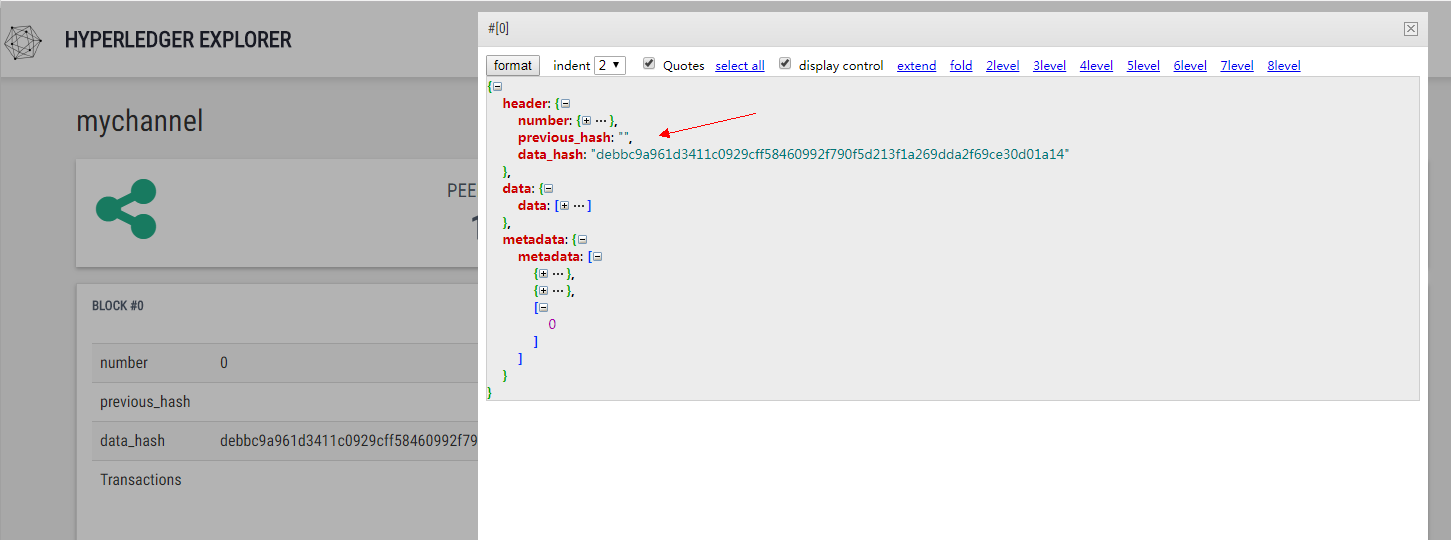 HYPERLEDGER EXPLORER
mychannel
PEE
BLOCK #0
number 0
previous_hash
data_hash debbc9a961d3411c0929cff58460992f79
Transactions
#[0]
format indent 2 Quotes select all display control extend fold 2level 3level 4level 5level 6level 7level 8level
{
header: {
number: { ... },
previous_hash: "",
data_hash: "debbc9a961d3411c0929cff58460992f790f5d213f1a269dda2f69ce30d01a14"
},
data: {
data: [ ... ]
},
metadata: {
metadata: [
{ ... },
{ ... },
[
0
]
]
}
}